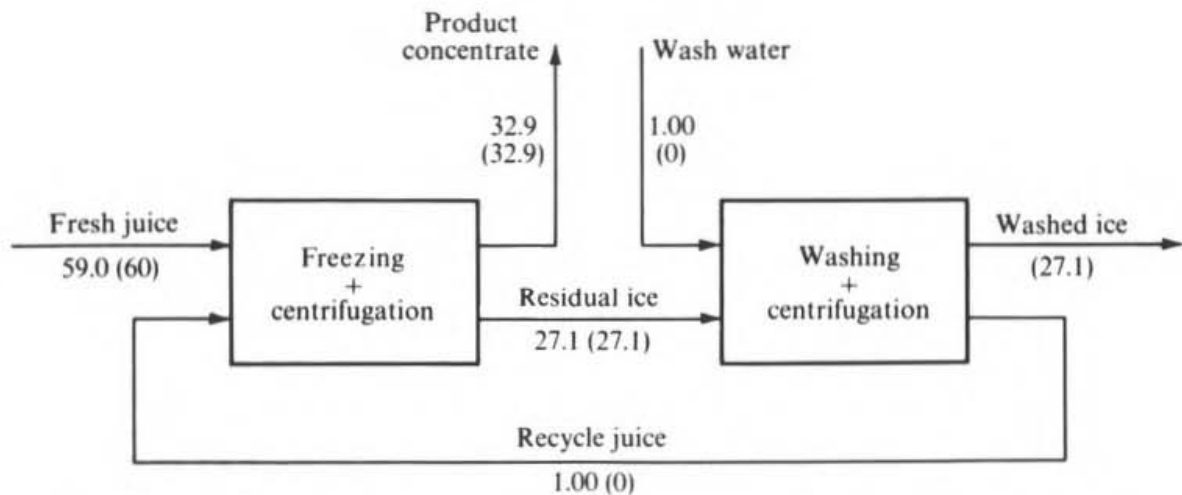 Product
concentrate
Wash water
32.9
(32.9)
1.00
(0)
Fresh juice
59.0 (60)
Freezing
+
centrifugation
Residual ice
27.1 (27.1)
Washing
+
centrifugation
Washed ice
(27.1)
Recycle juice
1.00 (0)